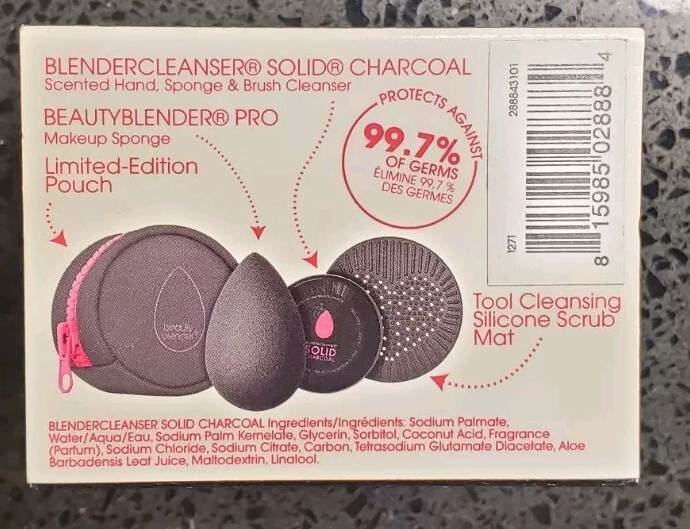 BLENDERCLEANSER® SOLID® CHARCOAL
Scented Hand, Sponge & Brush Cleanser
BEAUTYBLENDER® PRO
Makeup Sponge
Limited-Edition
Pouch
PROTECTS AGAINST
99.7%
OF GERMS
ÉLIMINE 99,7 %
DES GERMES
288843101
1271
8 15985 02888 4
beauty
blender
SOLID
CHARCOAL
Tool Cleansing
Silicone Scrub
Mat
BLENDERCLEANSER SOLID CHARCOAL Ingredients/Ingrédients: Sodium Palmate,
Water/Aqua/Eau, Sodium Palm Kernelate, Glycerin, Sorbitol, Coconut Acid, Fragrance
(Parfum), Sodium Chloride, Sodium Citrate, Carbon, Tetrasodium Glutamate Diacetate, Aloe
Barbadensis Leaf Juice, Maltodextrin, Linalool.